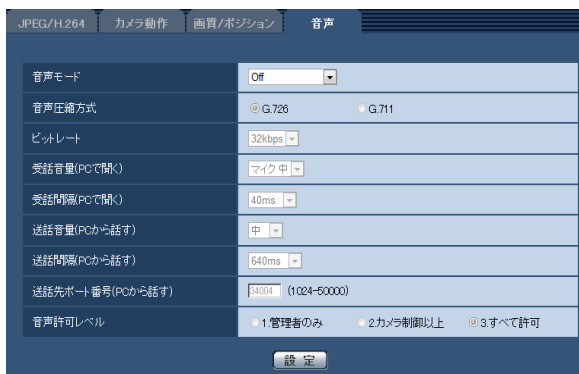 JPEG/H.264 カメラ動作 画質/ポジション 音声
音声モード Off
音声圧縮方式 G.726 G.711
ビットレート 32kbps
受話音量(PCで聞く) マイク 中
受話間隔(PCで聞く) 40ms
送話音量(PCから話す) 中
送話間隔(PCから話す) 640ms
送話先ポート番号(PCから話す) 34004 (1024-50000)
音声許可レベル 1.管理者のみ 2.カメラ制御以上 3.すべて許可
設 定